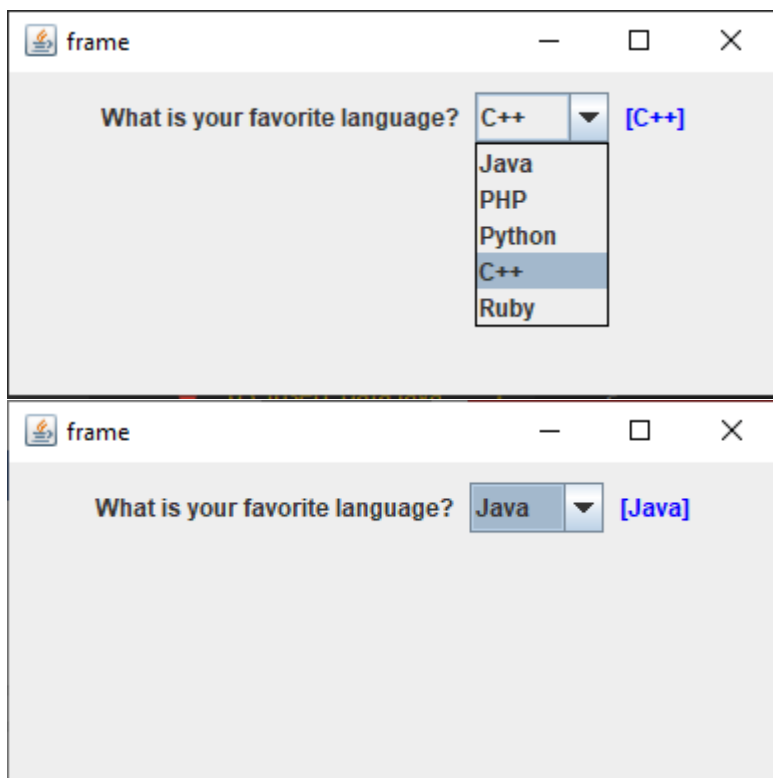 frame
What is your favorite language? C++ [C++]
Java
PHP
Python
C++
Ruby
frame
What is your favorite language? Java [Java]